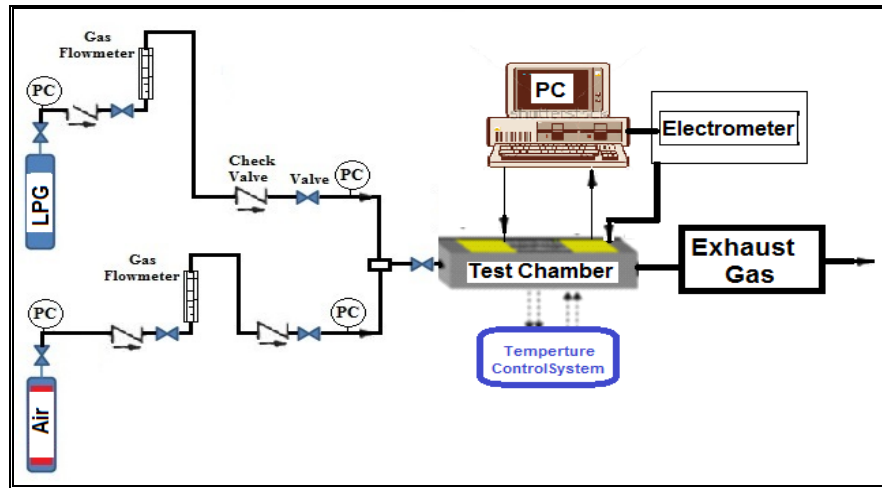 Gas
Flowmeter
PC
LPG
Check
Valve
Valve
PC
Gas
Flowmeter
PC
Air
PC
PC
shutterstock
Electrometer
Test Chamber
Exhaust
Gas
Temperture
ControlSystem